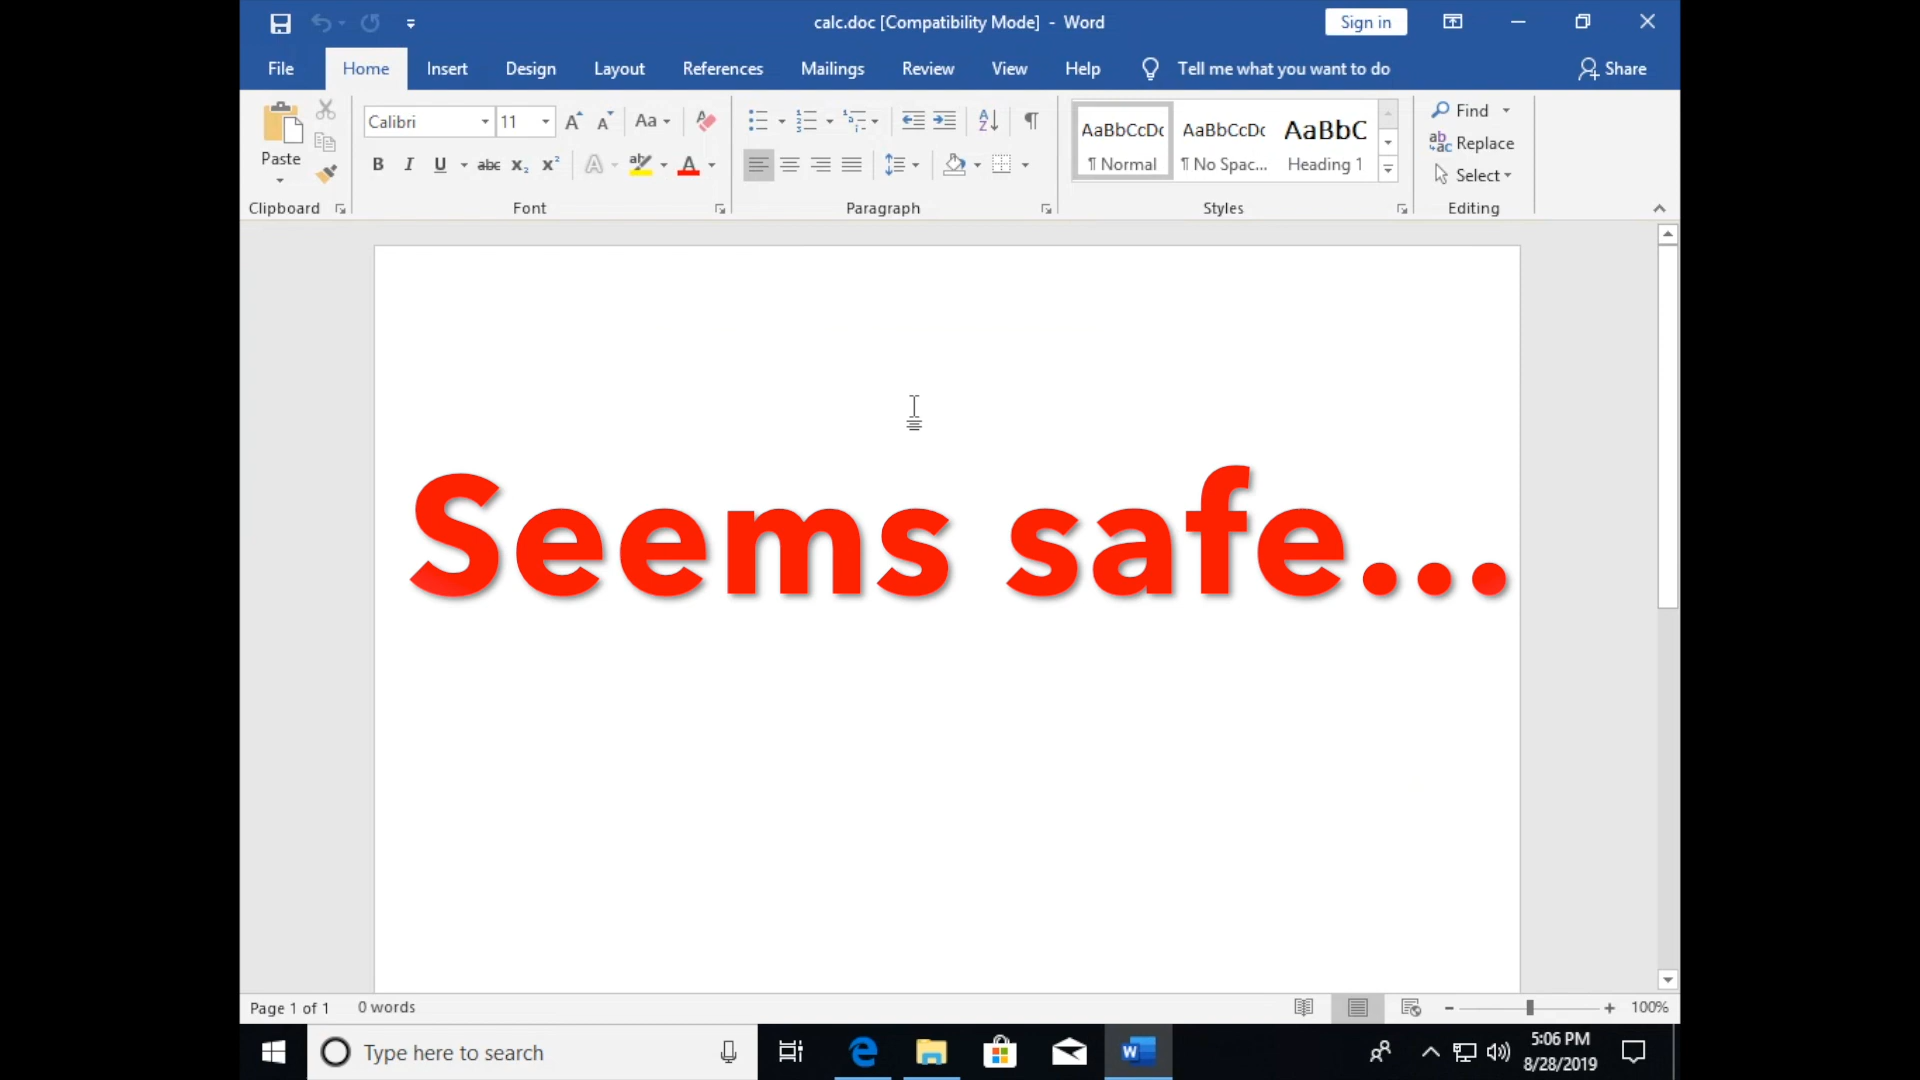 calc.doc [Compatibility Mode] - Word
Sign in
File Home Insert Design Layout References Mailings Review View Help Tell me what you want to do Share
Paste
Clipboard
Calibri 11
Aa
B I U abc x₂ x²
A
Font
Paragraph
AaBbCcDc AaBbCcDc AaBbC
¶ Normal ¶ No Spac... Heading 1
Styles
Find
Replace
Select
Editing
Seems safe...
Page 1 of 1 0 words 100%
Type here to search
5:06 PM
8/28/2019